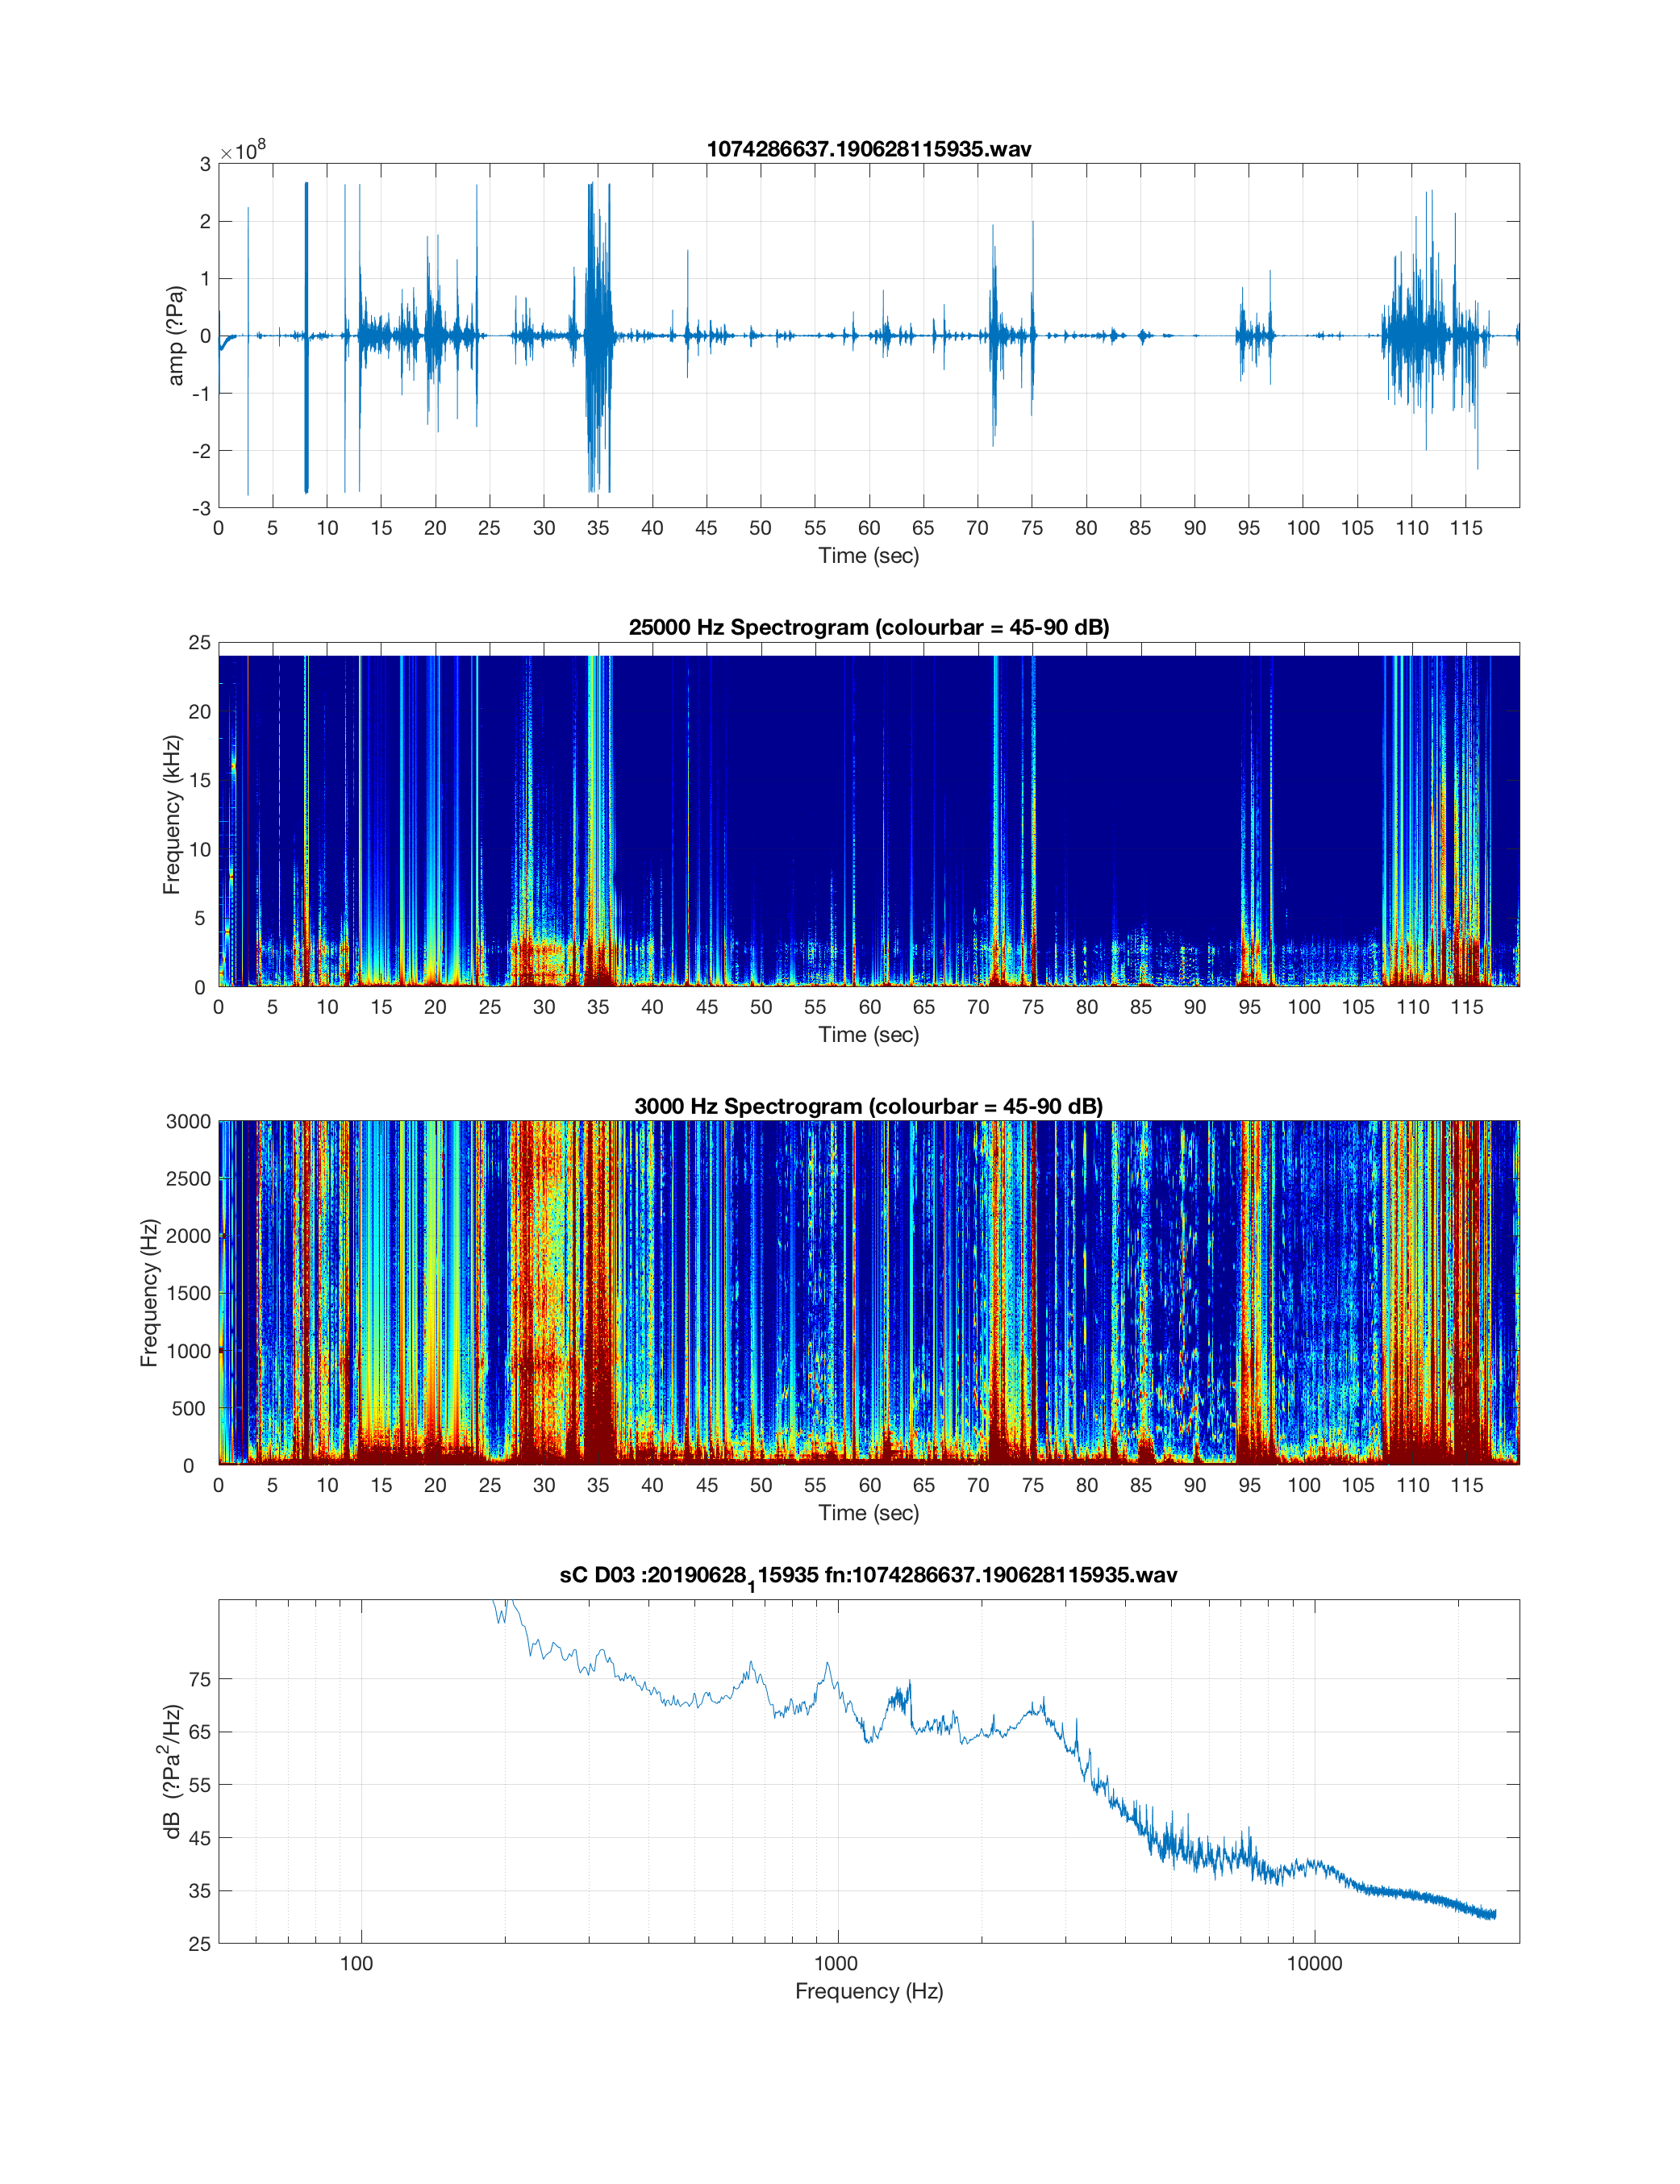 1074286637.190628115935.wav
×10⁸
3
2
1
0
-1
-2
-3
amp (?Pa)
0 5 10 15 20 25 30 35 40 45 50 55 60 65 70 75 80 85 90 95 100 105 110 115
Time (sec)
25000 Hz Spectrogram (colourbar = 45-90 dB)
25
20
15
10
5
0
Frequency (kHz)
0 5 10 15 20 25 30 35 40 45 50 55 60 65 70 75 80 85 90 95 100 105 110 115
Time (sec)
3000 Hz Spectrogram (colourbar = 45-90 dB)
3000
2500
2000
1500
1000
500
0
Frequency (Hz)
0 5 10 15 20 25 30 35 40 45 50 55 60 65 70 75 80 85 90 95 100 105 110 115
Time (sec)
sC D03 :20190628₁15935 fn:1074286637.190628115935.wav
75
65
55
45
35
25
dB (?Pa²/Hz)
100 1000 10000
Frequency (Hz)